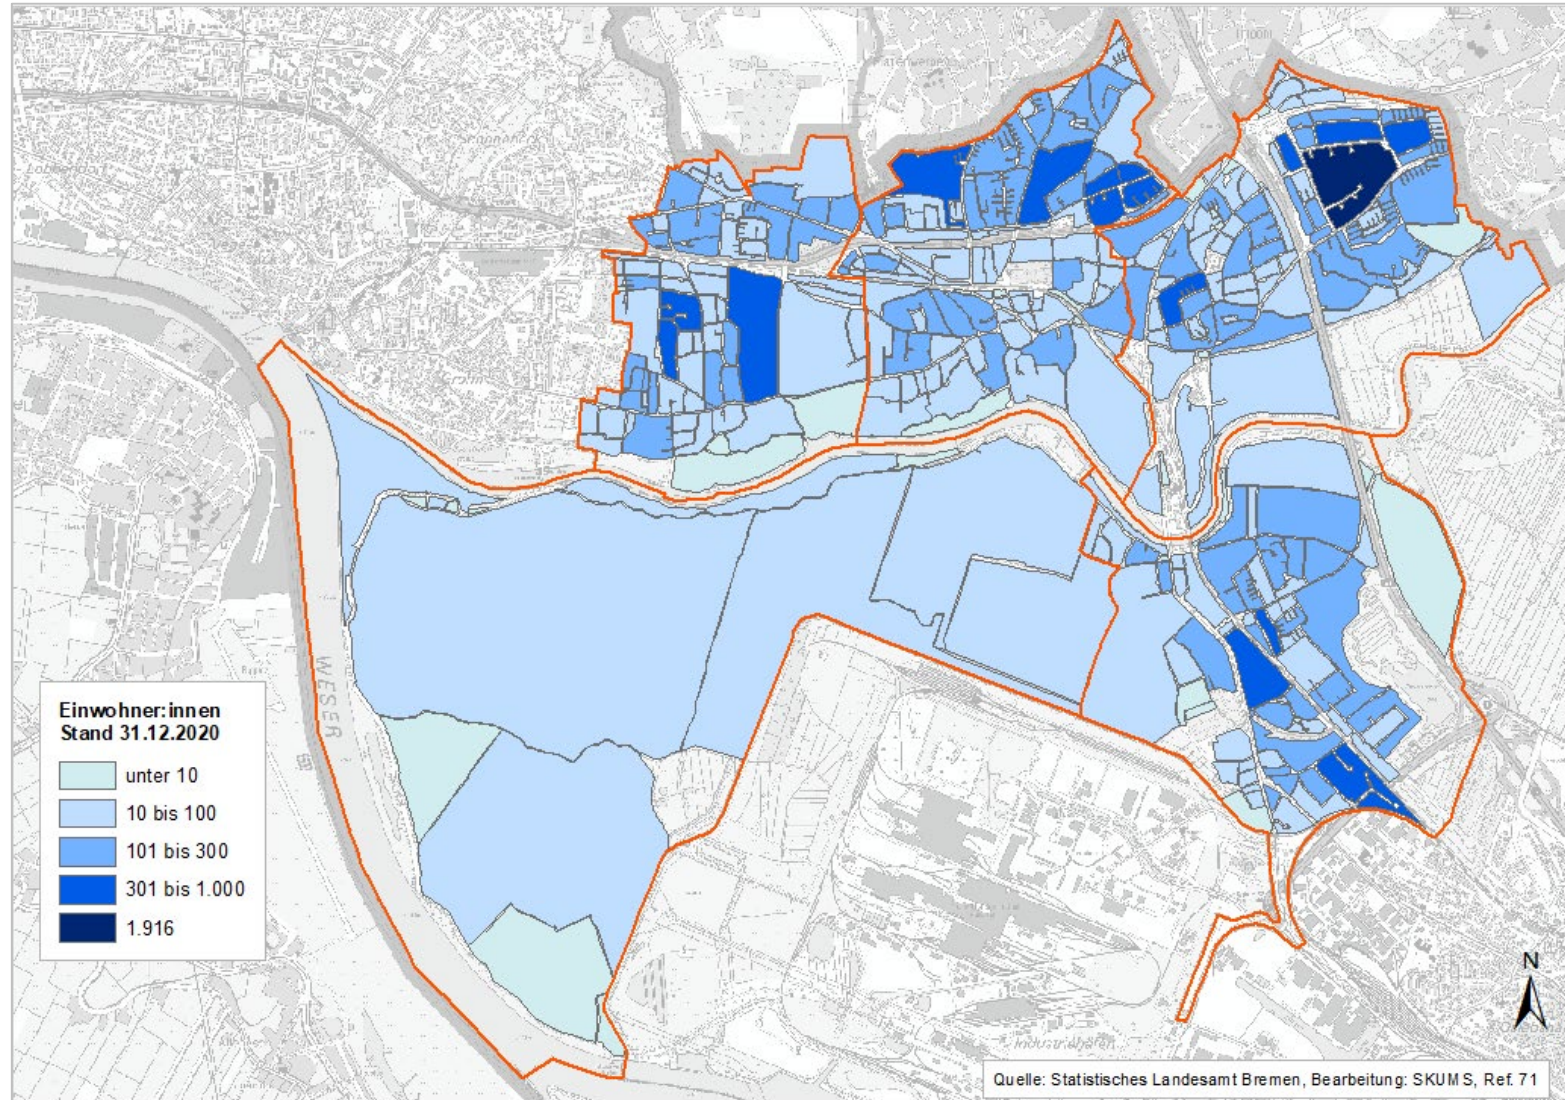 WESER
Einwohner:innen
Stand 31.12.2020
unter 10
10 bis 100
101 bis 300
301 bis 1.000
1.916
N
Industriehäfen
Quelle: Statistisches Landesamt Bremen, Bearbeitung: SKUMS, Ref. 71